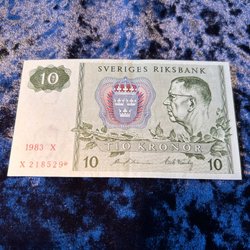 10 SVERIGES RIKSBANK
1983 X
X 218529*
TIO KRONOR
10 10